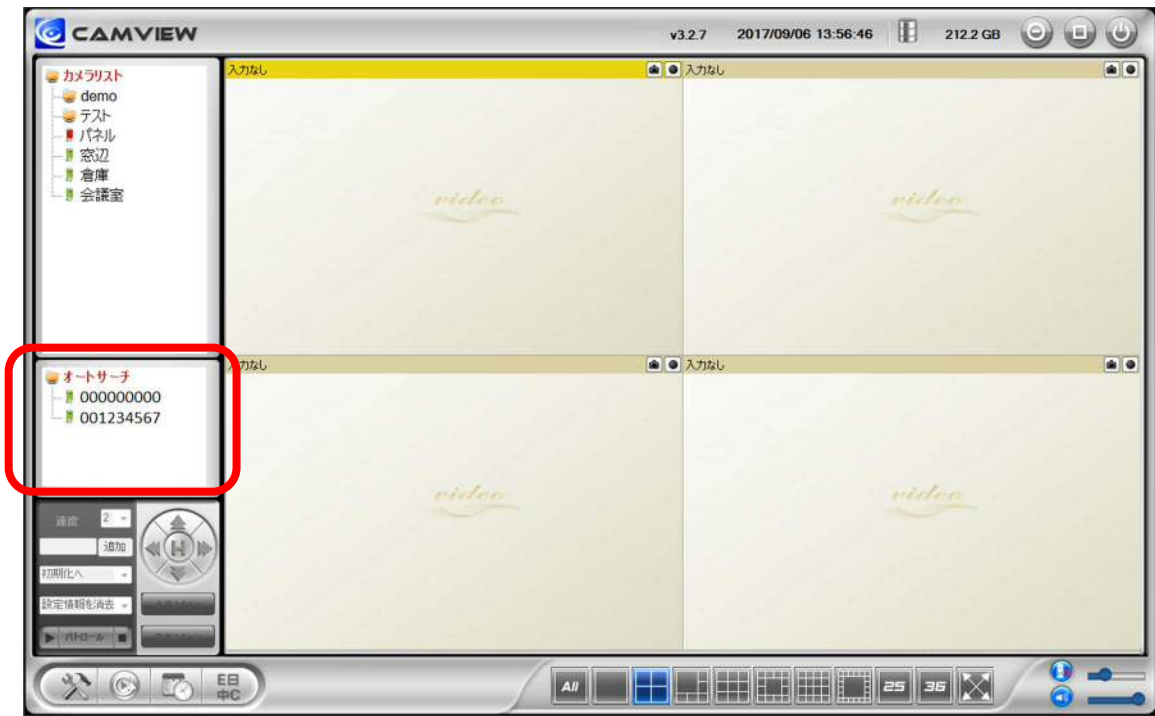 CAMVIEW
v3.2.7 2017/09/06 13:56:46 212.2 GB
カメラリスト
demo
テスト
パネル
窓辺
倉庫
会議室
入力なし
入力なし
video
video
オートサーチ
000000000
001234567
入力なし
入力なし
video
video
速度 2
追加
H
初期化へ
設定情報を消去
パトロール
E日
中C
All
25 36